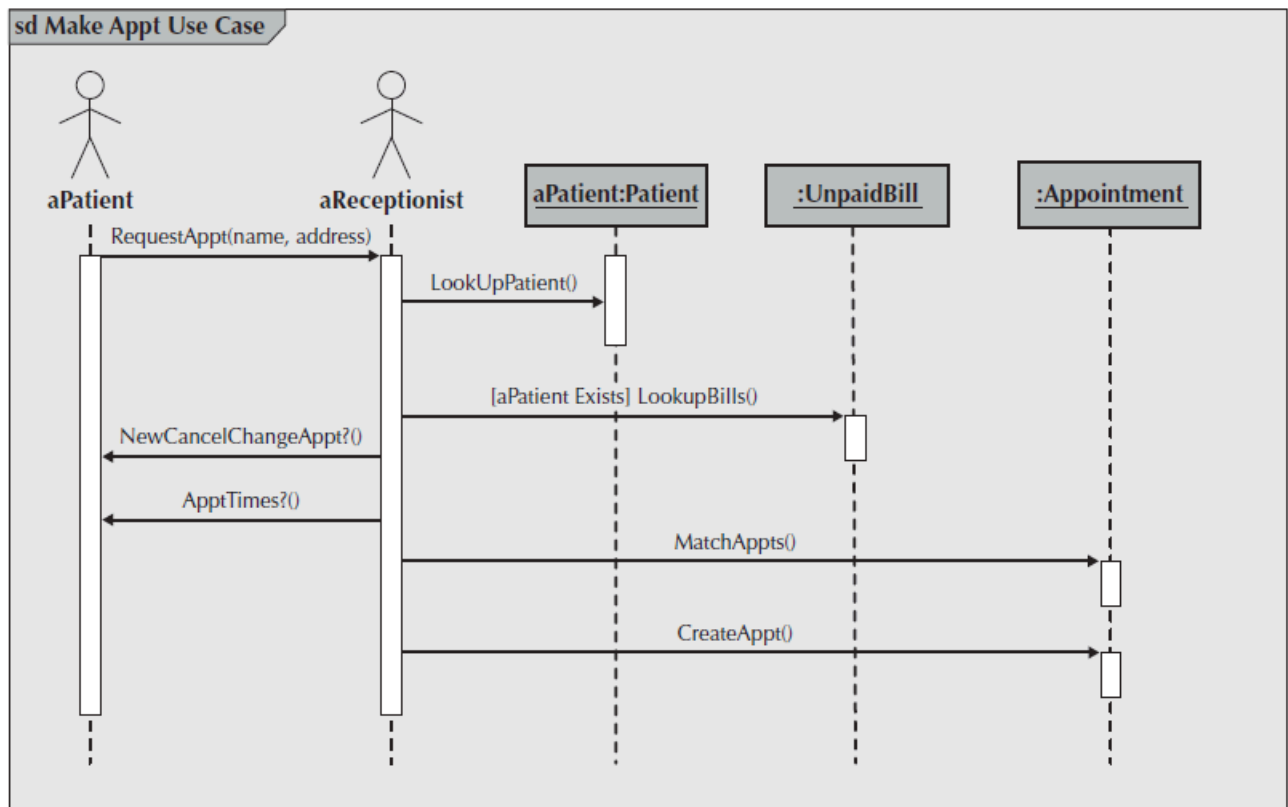 sd Make Appt Use Case
aPatient
aReceptionist
aPatient:Patient
:UnpaidBill
:Appointment
RequestAppt(name, address)
LookUpPatient()
[aPatient Exists] LookupBills()
NewCancelChangeAppt?()
ApptTimes?()
MatchAppts()
CreateAppt()